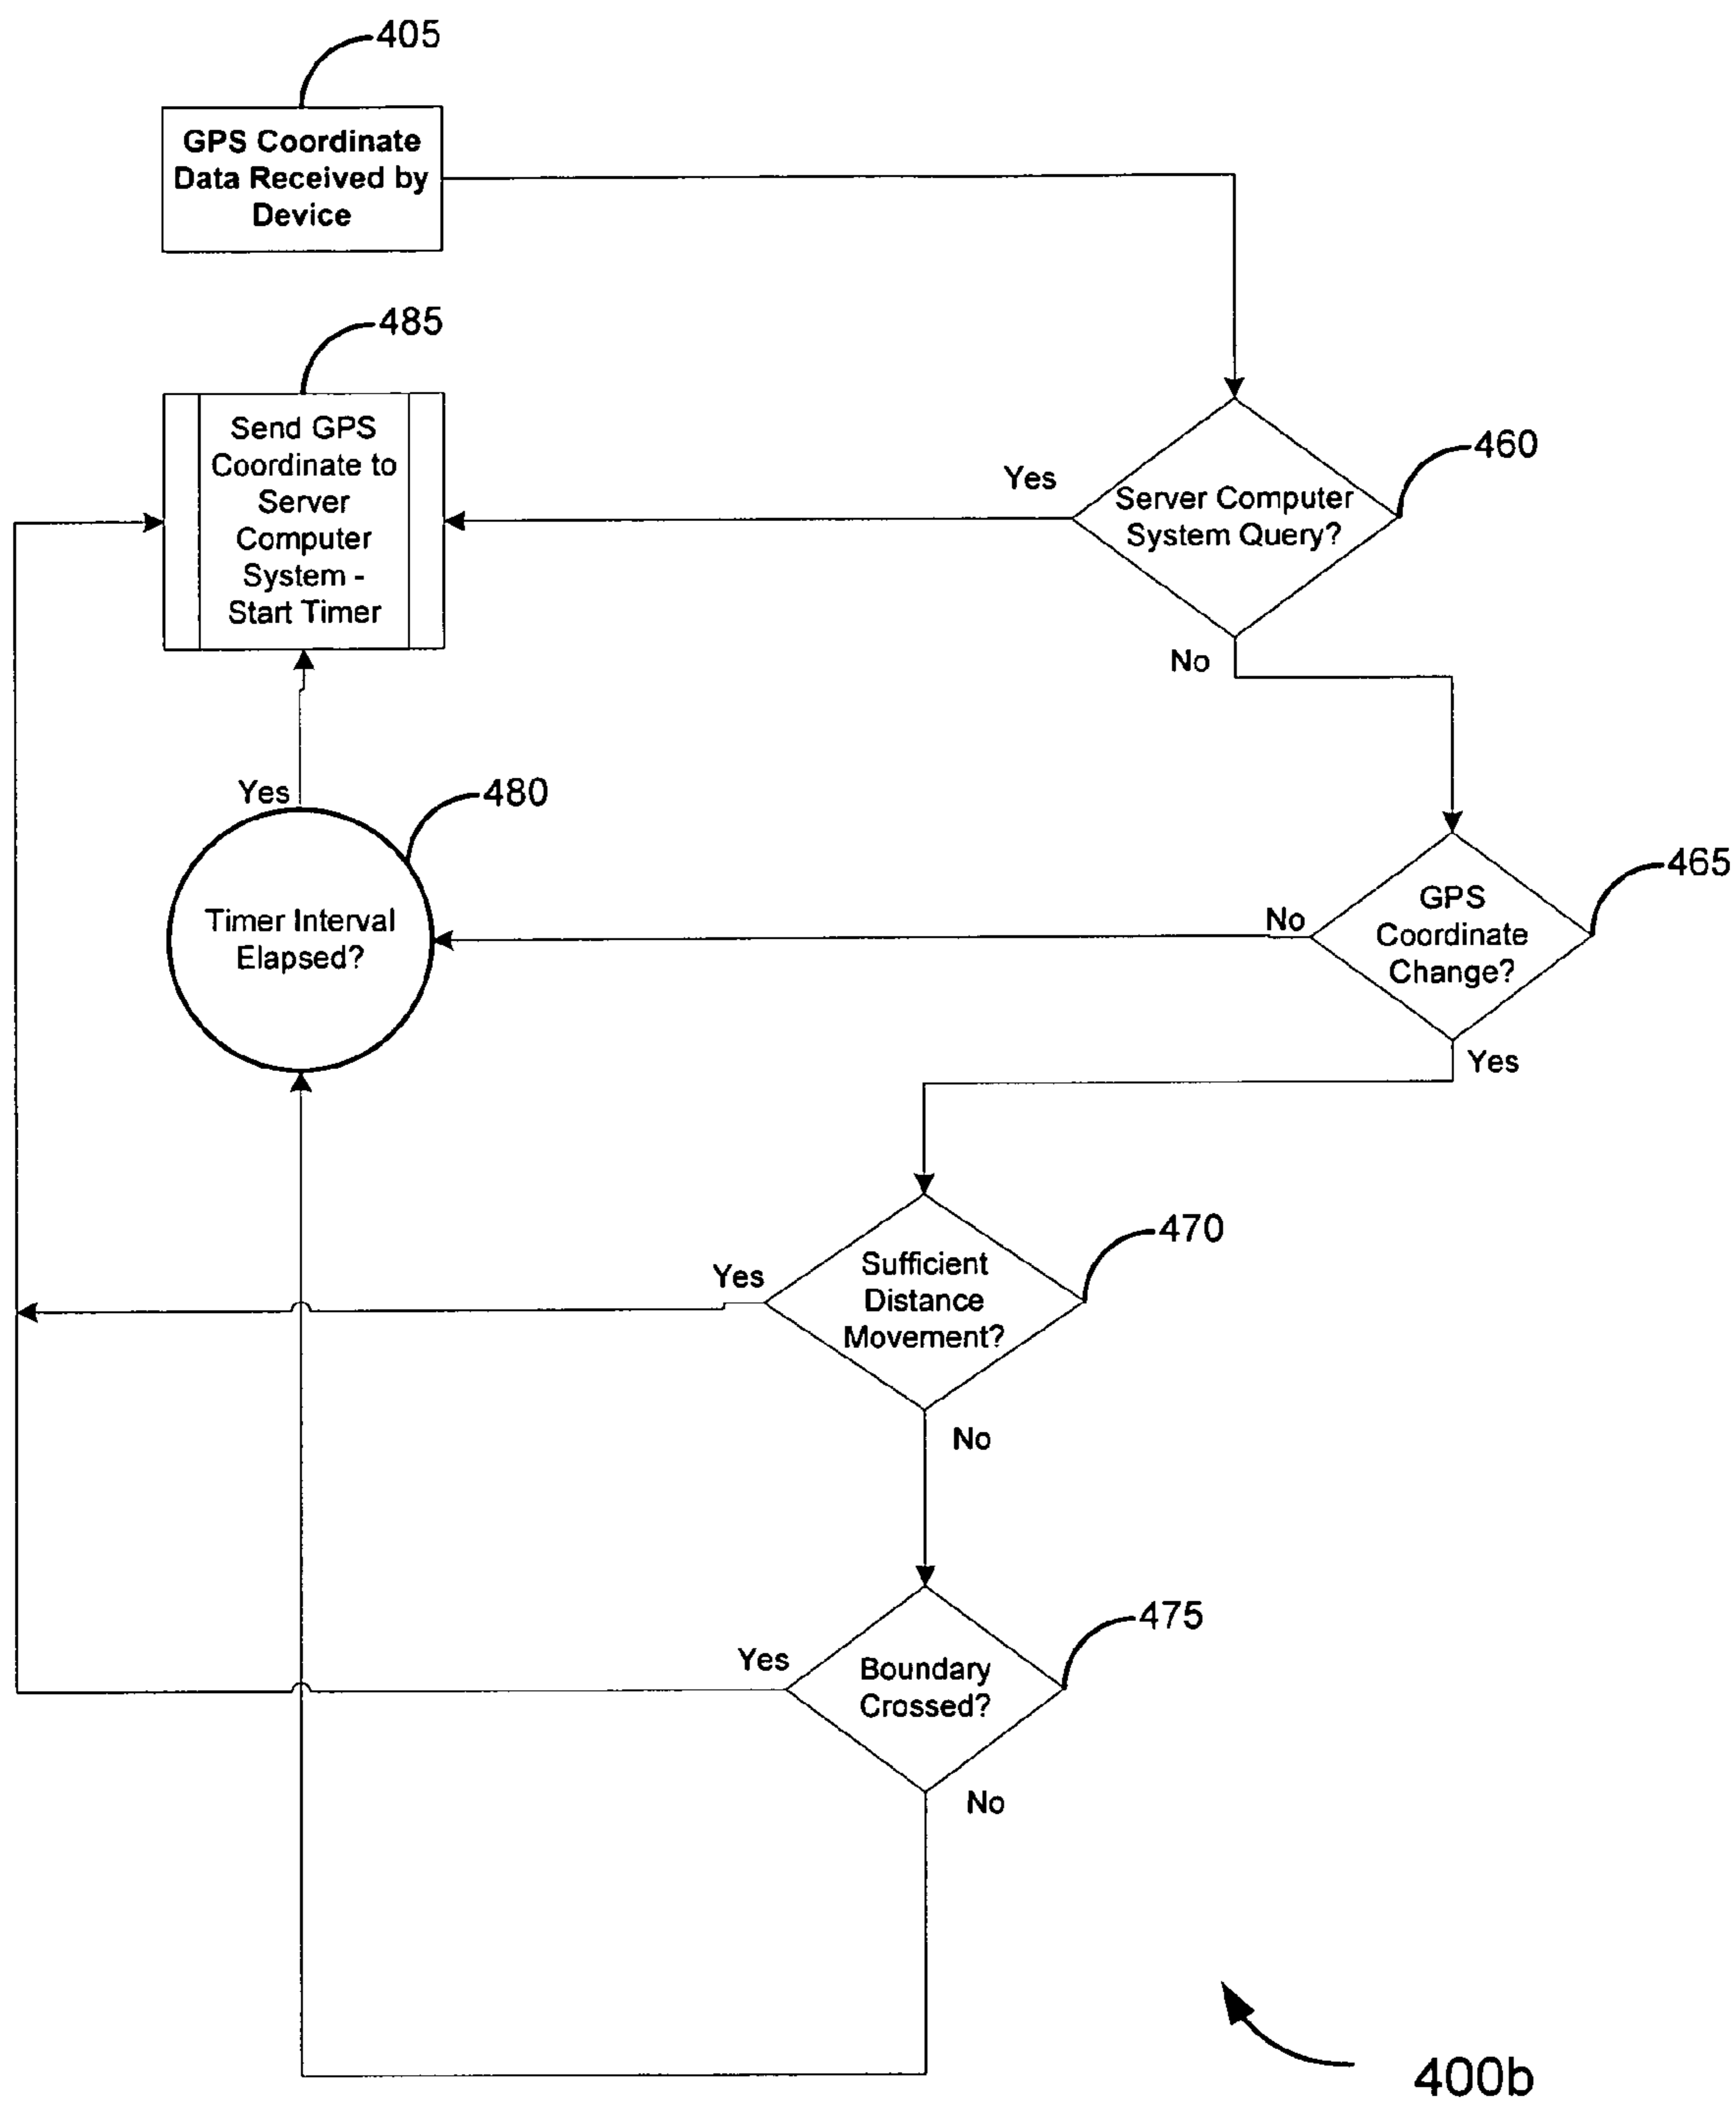 405
GPS Coordinate
Data Received by
Device
485
Send GPS
Coordinate to
Server
Computer
System -
Start Timer
460
Yes
Server Computer
System Query?
No
Yes
480
Timer Interval
Elapsed?
465
No
GPS
Coordinate
Change?
Yes
470
Yes
Sufficient
Distance
Movement?
No
475
Yes
Boundary
Crossed?
No
400b